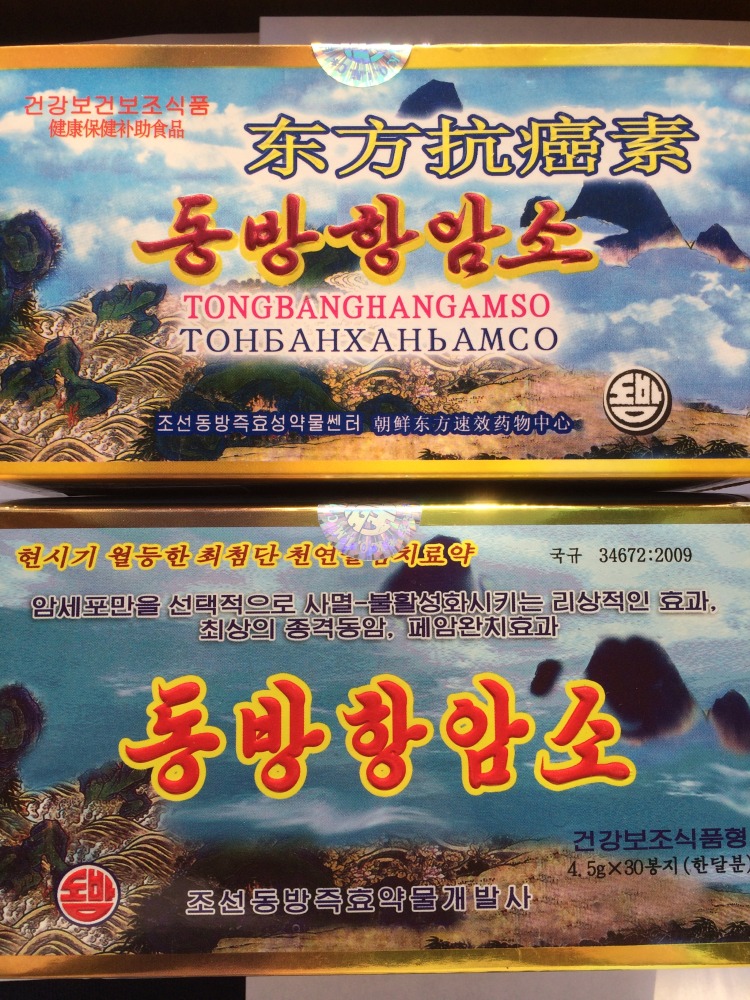 건강보건보조식품
健康保健补助食品
东方抗癌素
동방항암소
TONGBANGHANGAMSO
ТОНБАНХАНЬАМСО
동방
조선동방즉효성약물쎈터 朝鲜东方速效药物中心
현시기 월등한 최첨단 천연 치료약
국규 34672:2009
암세포만을 선택적으로 사멸-불활성화시키는 리상적인 효과,
최상의 종격동암, 페암완치효과
동방항암소
건강보조식품형
4.5g×30봉지(한달분)
동방
조선동방즉효약물개발사